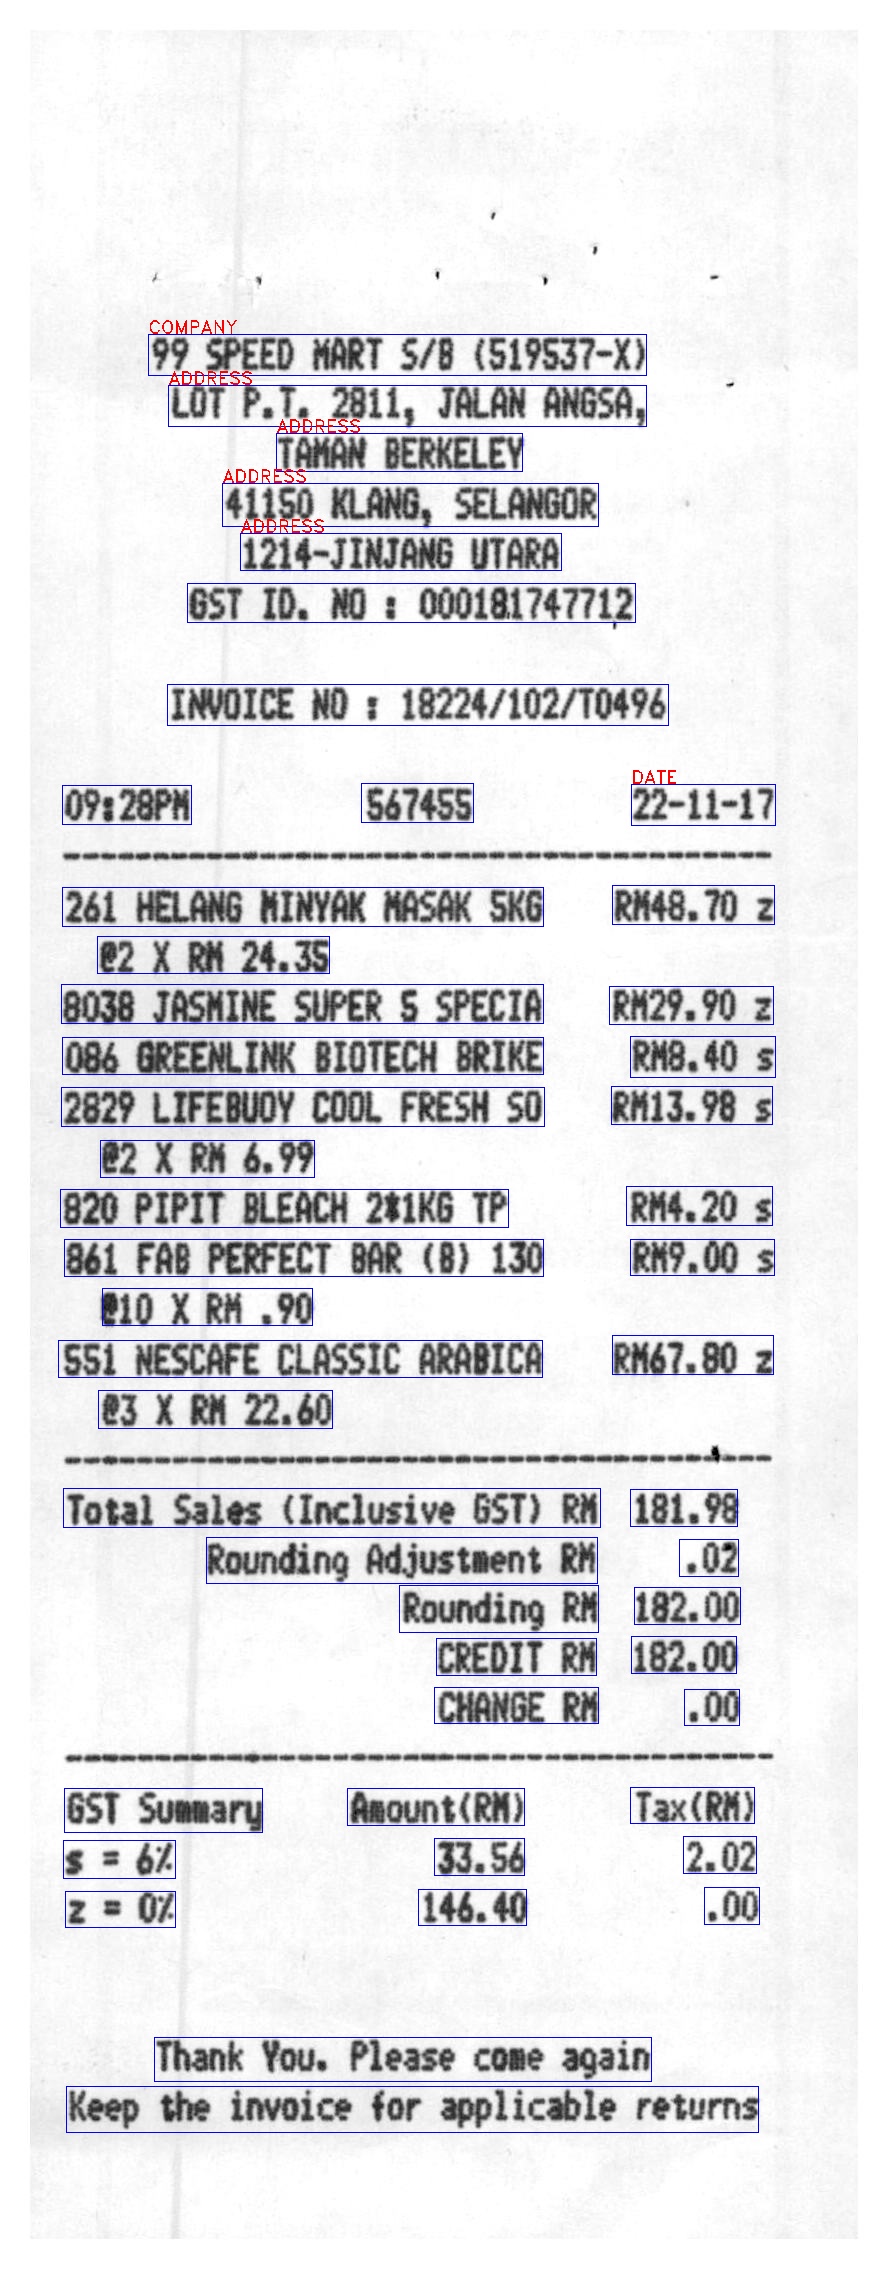 COMPANY
99 SPEED MART S/B (519537-X)
ADDRESS
LOT P.T. 2811, JALAN ANGSA,
ADDRESS
TAMAN BERKELEY
ADDRESS
41150 KLANG, SELANGOR
ADDRESS
1214-JINJANG UTARA
GST ID. NO : 000181747712
INVOICE NO : 18224/102/T0496
DATE
09:28PM 567455 22-11-17
261 HELANG MINYAK MASAK 5KG RM48.70 z
@2 X RM 24.35
8038 JASMINE SUPER 5 SPECIA RM29.90 z
086 GREENLINK BIOTECH BRIKE RM8.40 s
2829 LIFEBUOY COOL FRESH SO RM13.98 s
@2 X RM 6.99
820 PIPIT BLEACH 2*1KG TP RM4.20 s
861 FAB PERFECT BAR (B) 130 RM9.00 s
@10 X RM .90
551 NESCAFE CLASSIC ARABICA RM67.80 z
@3 X RM 22.60
Total Sales (Inclusive GST) RM 181.98
Rounding Adjustment RM .02
Rounding RM 182.00
CREDIT RM 182.00
CHANGE RM .00
GST Summary Amount(RM) Tax(RM)
s = 6% 33.56 2.02
z = 0% 146.40 .00
Thank You. Please come again
Keep the invoice for applicable returns